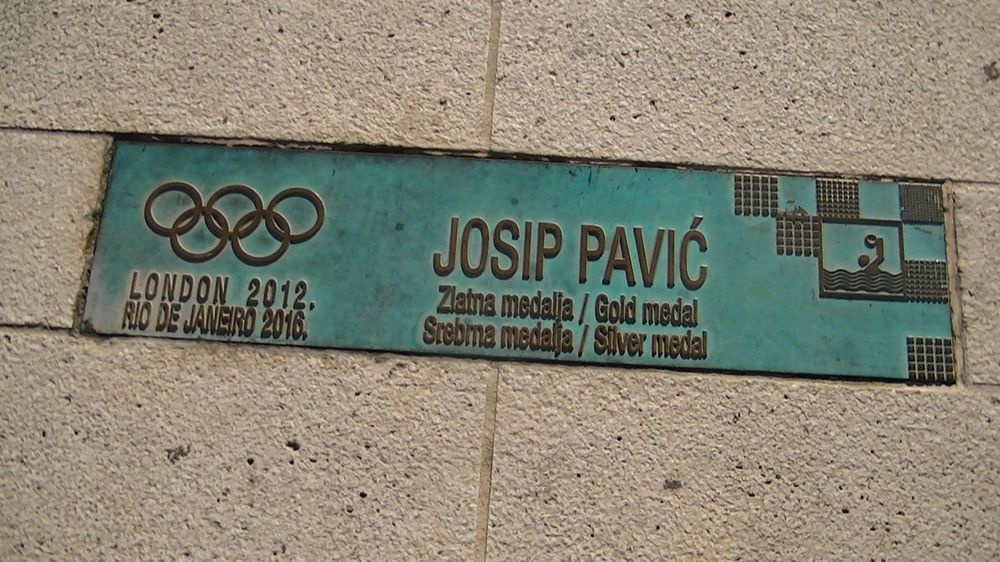 LONDON 2012.
RIO DE JANEIRO 2016.
JOSIP PAVIĆ
Zlatna medalja / Gold medal
Srebrna medalja / Silver medal